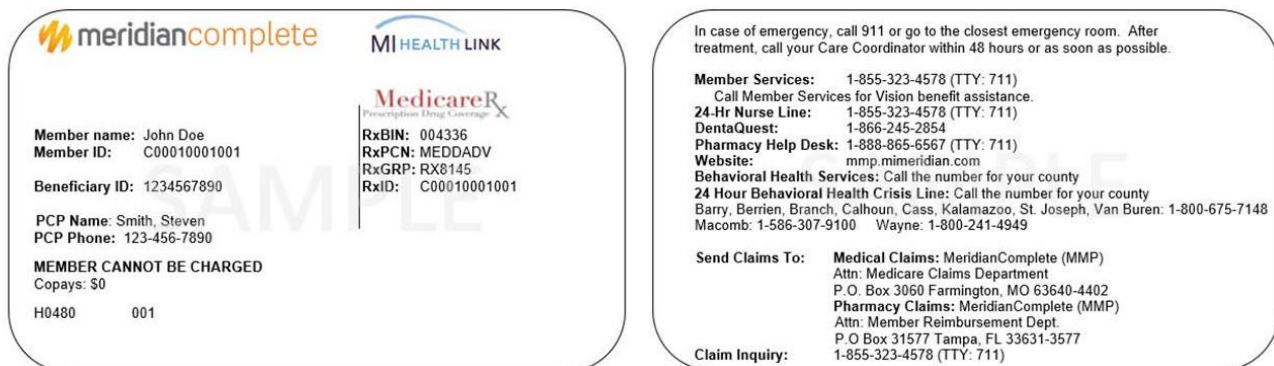 meridiancomplete
MI HEALTH LINK
MedicareRx
Prescription Drug Coverage
Member name: John Doe
Member ID: C00010001001
Beneficiary ID: 1234567890
PCP Name: Smith, Steven
PCP Phone: 123-456-7890
MEMBER CANNOT BE CHARGED
Copays: $0
H0480 001
RxBIN: 004336
RxPCN: MEDDADV
RxGRP: RX8145
RxID: C00010001001
SAMPLE
In case of emergency, call 911 or go to the closest emergency room. After
treatment, call your Care Coordinator within 48 hours or as soon as possible.
Member Services: 1-855-323-4578 (TTY: 711)
Call Member Services for Vision benefit assistance.
24-Hr Nurse Line: 1-855-323-4578 (TTY: 711)
DentaQuest: 1-866-245-2854
Pharmacy Help Desk: 1-888-865-6567 (TTY: 711)
Website: mmp.mimeridian.com
Behavioral Health Services: Call the number for your county
24 Hour Behavioral Health Crisis Line: Call the number for your county
Barry, Berrien, Branch, Calhoun, Cass, Kalamazoo, St. Joseph, Van Buren: 1-800-675-7148
Macomb: 1-586-307-9100 Wayne: 1-800-241-4949
Send Claims To: Medical Claims: MeridianComplete (MMP)
Attn: Medicare Claims Department
P.O. Box 3060 Farmington, MO 63640-4402
Pharmacy Claims: MeridianComplete (MMP)
Attn: Member Reimbursement Dept.
P.O Box 31577 Tampa, FL 33631-3577
Claim Inquiry: 1-855-323-4578 (TTY: 711)
SAMPLE